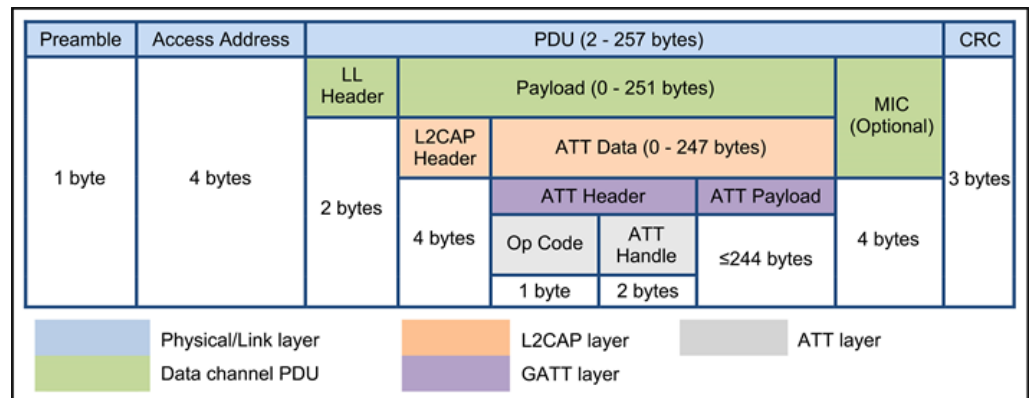 Preamble
Access Address
PDU (2 - 257 bytes)
CRC
1 byte
4 bytes
LL
Header
Payload (0 - 251 bytes)
MIC
(Optional)
3 bytes
2 bytes
L2CAP
Header
ATT Data (0 - 247 bytes)
4 bytes
ATT Header
ATT Payload
4 bytes
Op Code
ATT
Handle
≤244 bytes
1 byte
2 bytes
Physical/Link layer
L2CAP layer
ATT layer
Data channel PDU
GATT layer